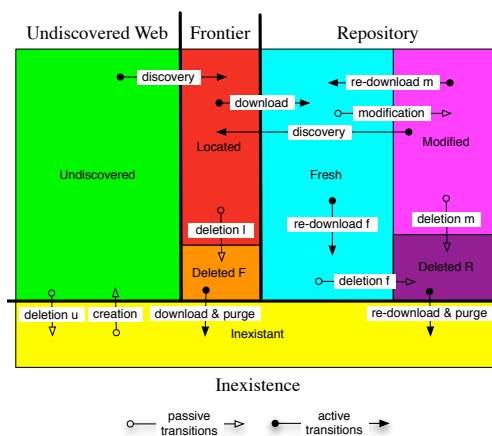 Undiscovered Web Frontier Repository
discovery
re-download m
download
modification
discovery
Located
Modified
Undiscovered
Fresh
deletion l
re-download f
deletion m
Deleted F
deletion f
Deleted R
deletion u
creation
download & purge
re-download & purge
Inexistant
Inexistence
passive
transitions
active
transitions